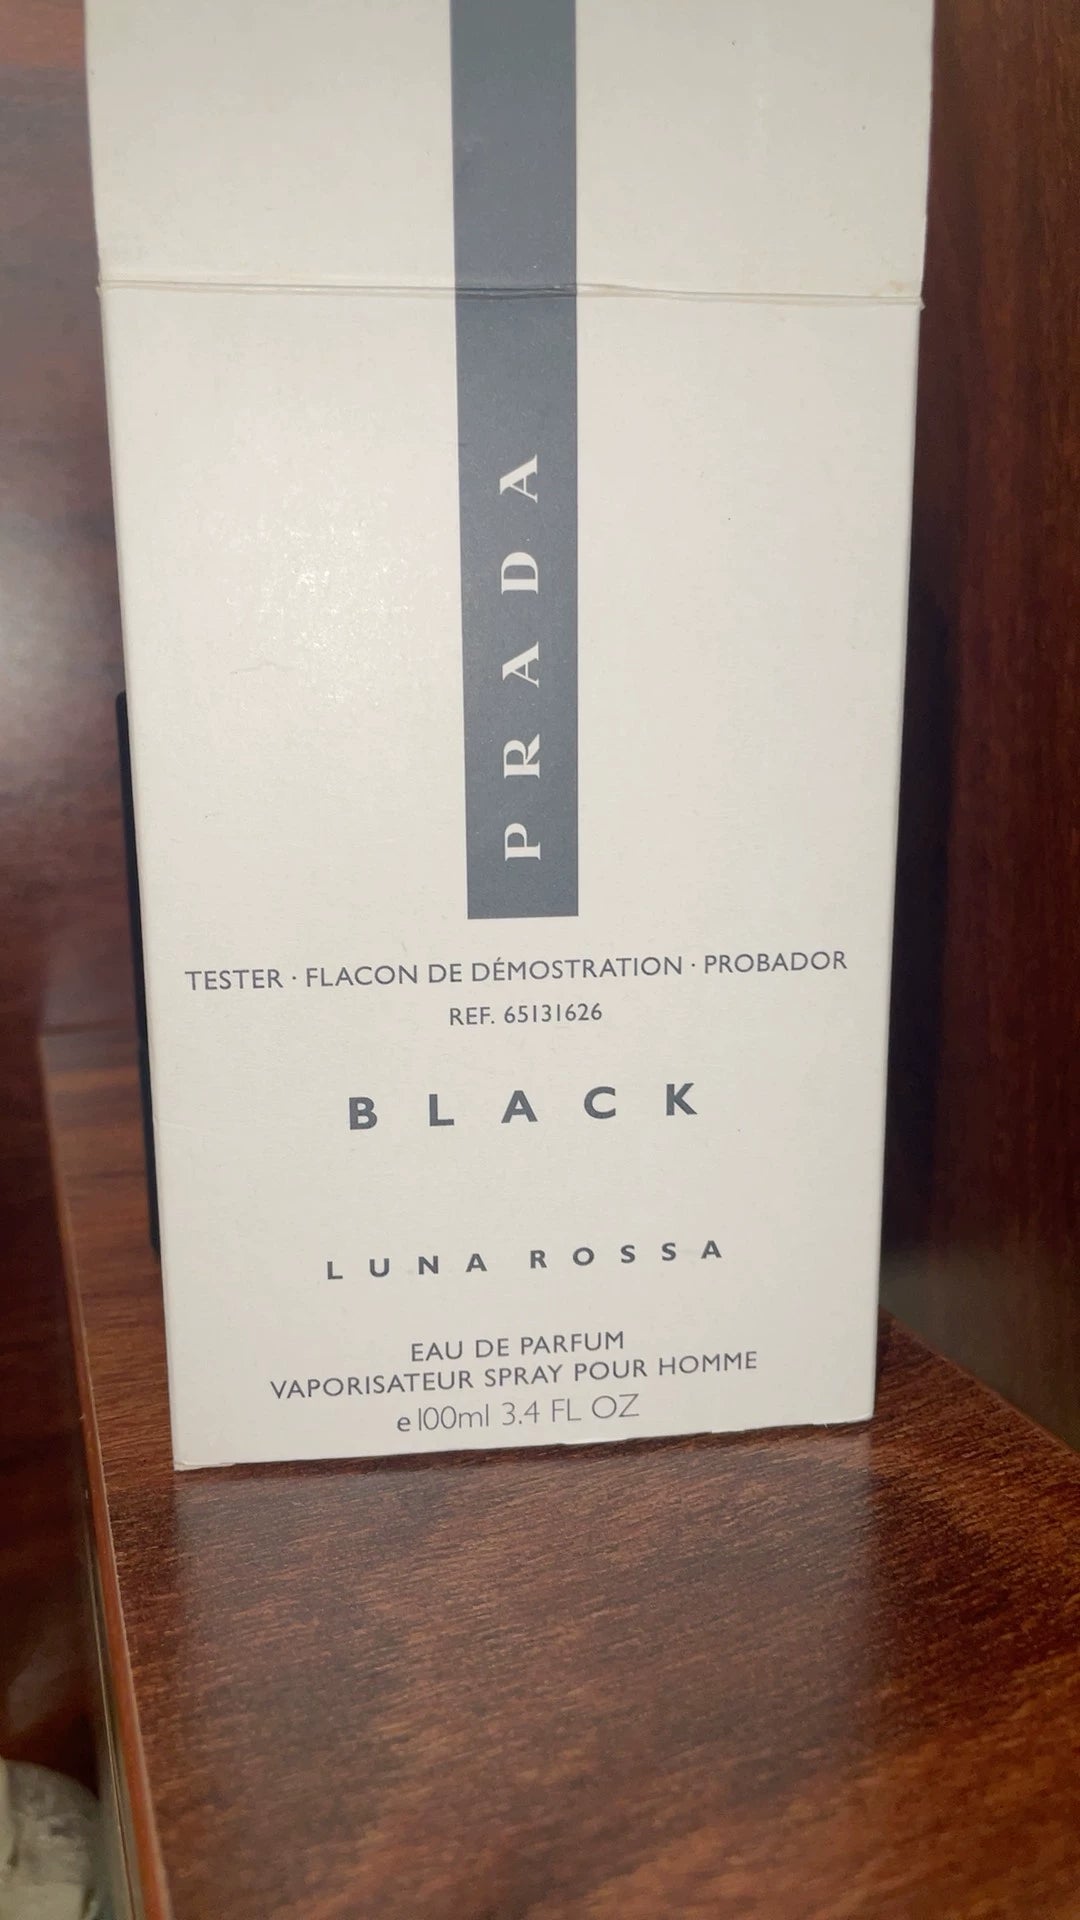 PRADA
TESTER · FLACON DE DÉMOSTRATION · PROBADOR
REF. 65131626
BLACK
LUNA ROSSA
EAU DE PARFUM
VAPORISATEUR SPRAY POUR HOMME
e 100ml 3.4 FL OZ